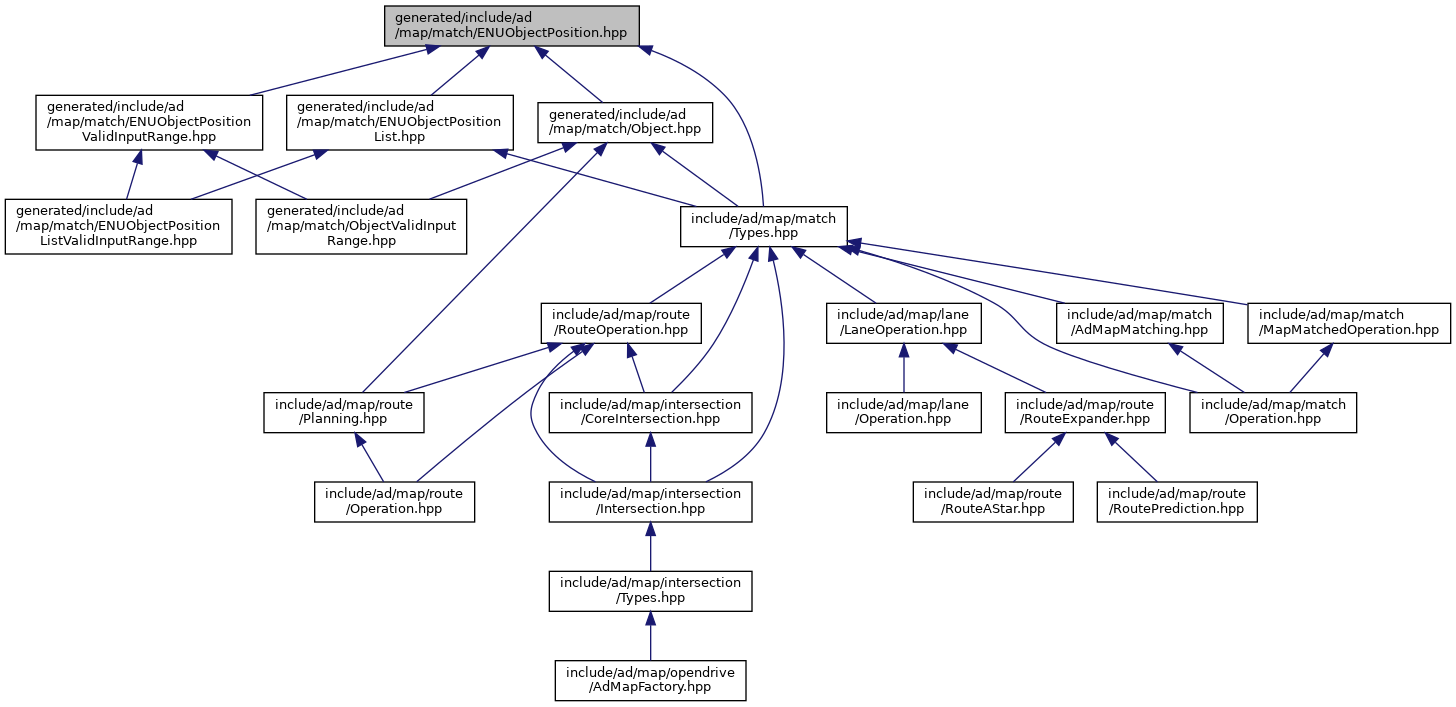 generated/include/ad
/map/match/ENUObjectPosition.hpp
generated/include/ad
/map/match/ENUObjectPosition
ValidInputRange.hpp
generated/include/ad
/map/match/ENUObjectPosition
List.hpp
generated/include/ad
/map/match/Object.hpp
generated/include/ad
/map/match/ENUObjectPosition
ListValidInputRange.hpp
generated/include/ad
/map/match/ObjectValidInput
Range.hpp
include/ad/map/match
/Types.hpp
include/ad/map/route
/RouteOperation.hpp
include/ad/map/lane
/LaneOperation.hpp
include/ad/map/match
/AdMapMatching.hpp
include/ad/map/match
/MapMatchedOperation.hpp
include/ad/map/route
/Planning.hpp
include/ad/map/intersection
/CoreIntersection.hpp
include/ad/map/lane
/Operation.hpp
include/ad/map/route
/RouteExpander.hpp
include/ad/map/match
/Operation.hpp
include/ad/map/route
/Operation.hpp
include/ad/map/intersection
/Intersection.hpp
include/ad/map/route
/RouteAStar.hpp
include/ad/map/route
/RoutePrediction.hpp
include/ad/map/intersection
/Types.hpp
include/ad/map/opendrive
/AdMapFactory.hpp